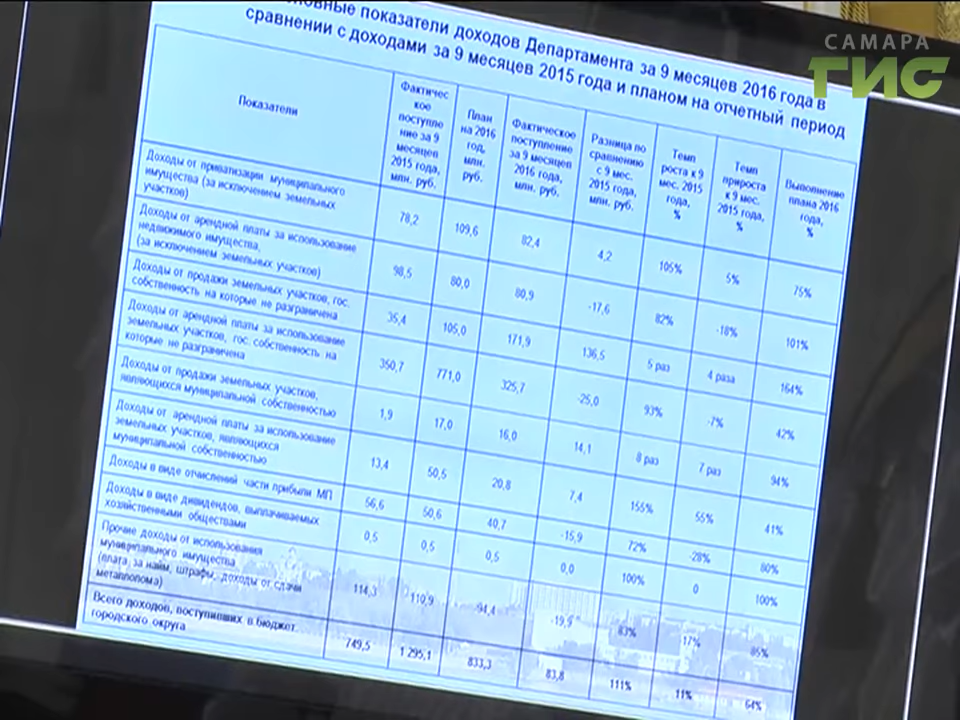 САМАРА
ГИС
новные показатели доходов Департамента за 9 месяцев 2016 года в
сравнении с доходами за 9 месяцев 2015 года и планом на отчетный период
Показатели
Фактичес
кое
поступле
ние за 9
месяцев
2015 года,
млн. руб.
План
на 2016
год,
млн.
руб.
Фактическое
поступление
за 9 месяцев
2016 года,
млн. руб.
Разница по
сравнению
с 9 мес.
2015 года,
млн. руб.
Темп
роста к 9
мес. 2015
года,
%
Темп
прироста
к 9 мес.
2015 года,
%
Выполнение
плана 2016
года,
%
Доходы от приватизации муниципального
имущества (за исключением земельных
участков)
78,2 109,6 82,4 4,2 105% 5% 75%
Доходы от арендной платы за использование
недвижимого имущества,
(за исключением земельных участков)
98,5 80,0 80,9 -17,6 82% -18% 101%
Доходы от продажи земельных участков, гос.
собственность на которые не разграничена
35,4 105,0 171,9 136,5 5 раз 4 раза 164%
Доходы от арендной платы за использование
земельных участков, гос. собственность на
которые не разграничена
350,7 771,0 325,7 -25,0 93% -7% 42%
Доходы от продажи земельных участков,
являющихся муниципальной собственностью
1,9 17,0 16,0 14,1 8 раз 7 раз 94%
Доходы от арендной платы за использование
земельных участков, являющихся
муниципальной собственностью
13,4 50,5 20,8 7,4 155% 55% 41%
Доходы в виде отчислений части прибыли МП
56,6 50,6 40,7 -15,9 72% -28% 80%
Доходы в виде дивидендов, выплачиваемых
хозяйственными обществами
0,5 0,5 0,5 0,0 100% 0 100%
Прочие доходы от использования
муниципального имущества
(плата за найм, штрафы, доходы от сдачи
металлолома)
114,3 110,9 94,4 -19,9 83% 17% 85%
Всего доходов, поступивших в бюджет
городского округа
749,5 1 295,1 833,3 83,8 111% 11% 64%